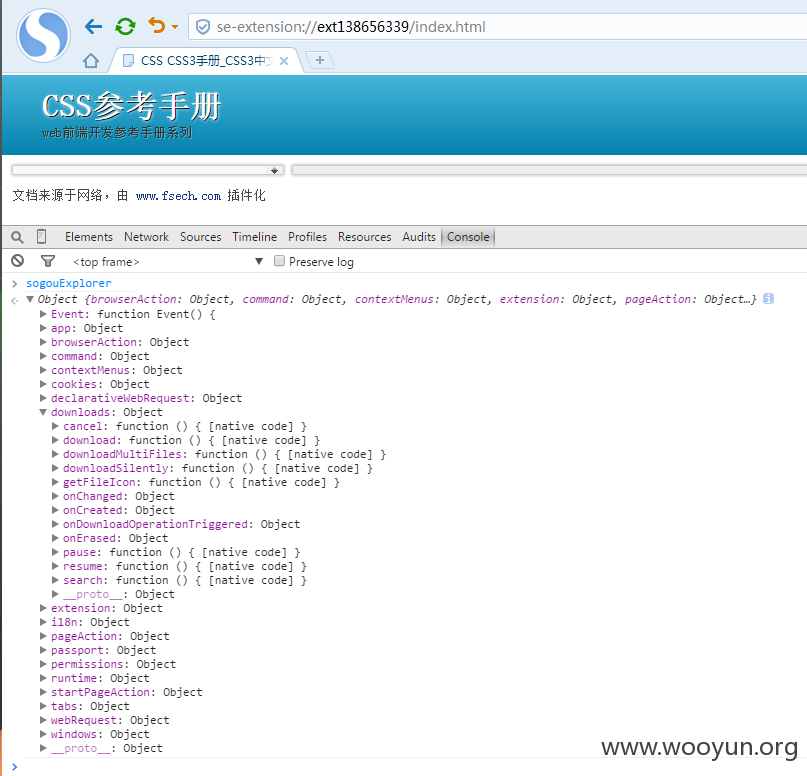 se-extension://ext138656339/index.html
CSS CSS3手册_CSS3中文
CSS参考手册
web前端开发参考手册系列
文档来源于网络，由 www.fsech.com 插件化
Elements Network Sources Timeline Profiles Resources Audits Console
<top frame> Preserve log
sogouExplorer
Object {browserAction: Object, command: Object, contextMenus: Object, extension: Object, pageAction: Object…}
Event: function Event() {
app: Object
browserAction: Object
command: Object
contextMenus: Object
cookies: Object
declarativeWebRequest: Object
downloads: Object
cancel: function () { [native code] }
download: function () { [native code] }
downloadMultiFiles: function () { [native code] }
downloadSilently: function () { [native code] }
getFileIcon: function () { [native code] }
onChanged: Object
onCreated: Object
onDownloadOperationTriggered: Object
onErased: Object
pause: function () { [native code] }
resume: function () { [native code] }
search: function () { [native code] }
__proto__: Object
extension: Object
i18n: Object
pageAction: Object
passport: Object
permissions: Object
runtime: Object
startPageAction: Object
tabs: Object
webRequest: Object
windows: Object
__proto__: Object
www.wooyun.org